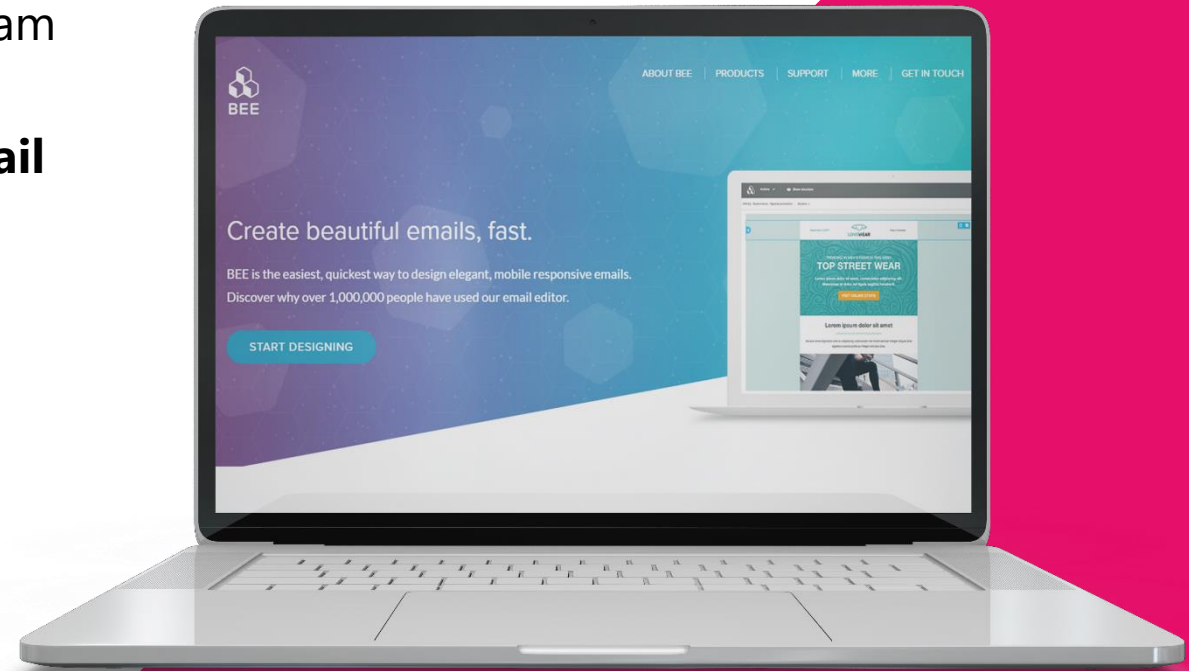 am
ail
BEE
ABOUT BEE
PRODUCTS
SUPPORT
MORE
GET IN TOUCH
Create beautiful emails, fast.
BEE is the easiest, quickest way to design elegant, mobile responsive emails.
Discover why over 1,000,000 people have used our email editor.
START DESIGNING
TOP STREET WEAR
Lorem ipsum dolor sit amet